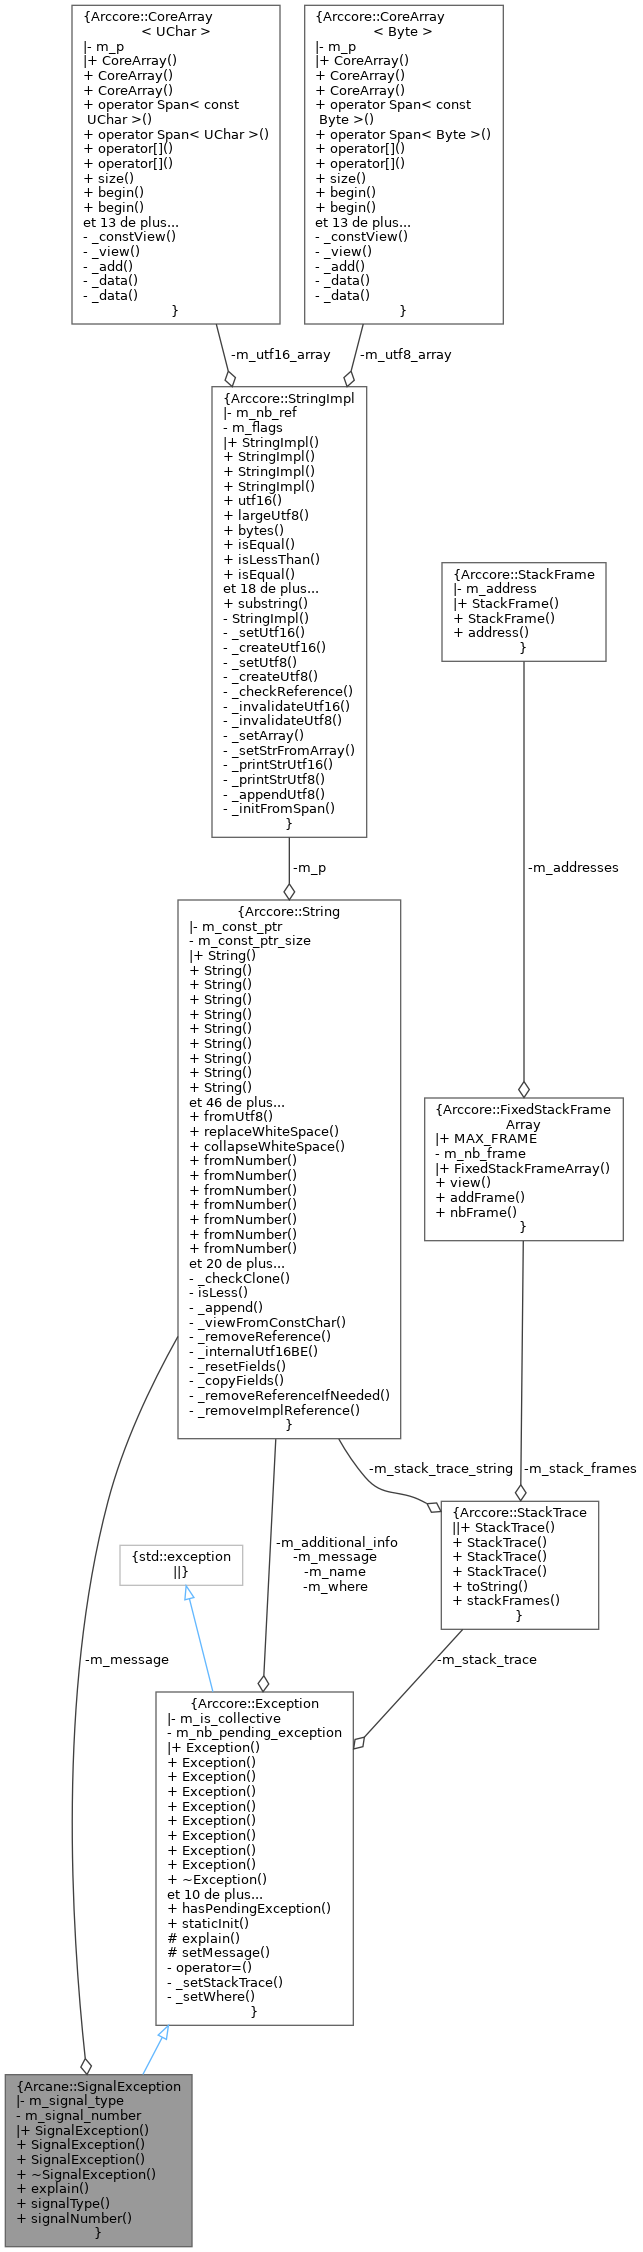 {Arccore::CoreArray
< UChar >
|- m_p
|+ CoreArray()
+ CoreArray()
+ CoreArray()
+ operator Span< const
UChar >()
+ operator Span< UChar >()
+ operator[]()
+ operator[]()
+ size()
+ begin()
+ begin()
et 13 de plus...
- _constView()
- _view()
- _add()
- _data()
- _data()
}
{Arccore::CoreArray
< Byte >
|- m_p
|+ CoreArray()
+ CoreArray()
+ CoreArray()
+ operator Span< const
Byte >()
+ operator Span< Byte >()
+ operator[]()
+ operator[]()
+ size()
+ begin()
+ begin()
et 13 de plus...
- _constView()
- _view()
- _add()
- _data()
- _data()
}
-m_utf16_array
-m_utf8_array
{Arccore::StringImpl
|- m_nb_ref
- m_flags
|+ StringImpl()
+ StringImpl()
+ StringImpl()
+ StringImpl()
+ utf16()
+ largeUtf8()
+ bytes()
+ isEqual()
+ isLessThan()
+ isEqual()
et 18 de plus...
+ substring()
- StringImpl()
- _setUtf16()
- _createUtf16()
- _setUtf8()
- _createUtf8()
- _checkReference()
- _invalidateUtf16()
- _invalidateUtf8()
- _setArray()
- _setStrFromArray()
- _printStrUtf16()
- _printStrUtf8()
- _appendUtf8()
- _initFromSpan()
}
{Arccore::StackFrame
|- m_address
|+ StackFrame()
+ StackFrame()
+ address()
}
-m_p
-m_addresses
{Arccore::String
|- m_const_ptr
- m_const_ptr_size
|+ String()
+ String()
+ String()
+ String()
+ String()
+ String()
+ String()
+ String()
+ String()
+ String()
et 46 de plus...
+ fromUtf8()
+ replaceWhiteSpace()
+ collapseWhiteSpace()
+ fromNumber()
+ fromNumber()
+ fromNumber()
+ fromNumber()
+ fromNumber()
+ fromNumber()
+ fromNumber()
et 20 de plus...
- _checkClone()
- isLess()
- _append()
- _viewFromConstChar()
- _removeReference()
- _internalUtf16BE()
- _resetFields()
- _copyFields()
- _removeReferenceIfNeeded()
- _removeImplReference()
}
{Arccore::FixedStackFrame
Array
|+ MAX_FRAME
- m_nb_frame
|+ FixedStackFrameArray()
+ view()
+ addFrame()
+ nbFrame()
}
-m_stack_trace_string
-m_stack_frames
{Arccore::StackTrace
||+ StackTrace()
+ StackTrace()
+ StackTrace()
+ StackTrace()
+ toString()
+ stackFrames()
}
{std::exception
||}
-m_additional_info
-m_message
-m_name
-m_where
-m_message
-m_stack_trace
{Arccore::Exception
|- m_is_collective
- m_nb_pending_exception
|+ Exception()
+ Exception()
+ Exception()
+ Exception()
+ Exception()
+ Exception()
+ Exception()
+ Exception()
+ Exception()
+ ~Exception()
et 10 de plus...
+ hasPendingException()
+ staticInit()
# explain()
# setMessage()
- operator=()
- _setStackTrace()
- _setWhere()
}
{Arcane::SignalException
|- m_signal_type
- m_signal_number
|+ SignalException()
+ SignalException()
+ SignalException()
+ ~SignalException()
+ explain()
+ signalType()
+ signalNumber()
}